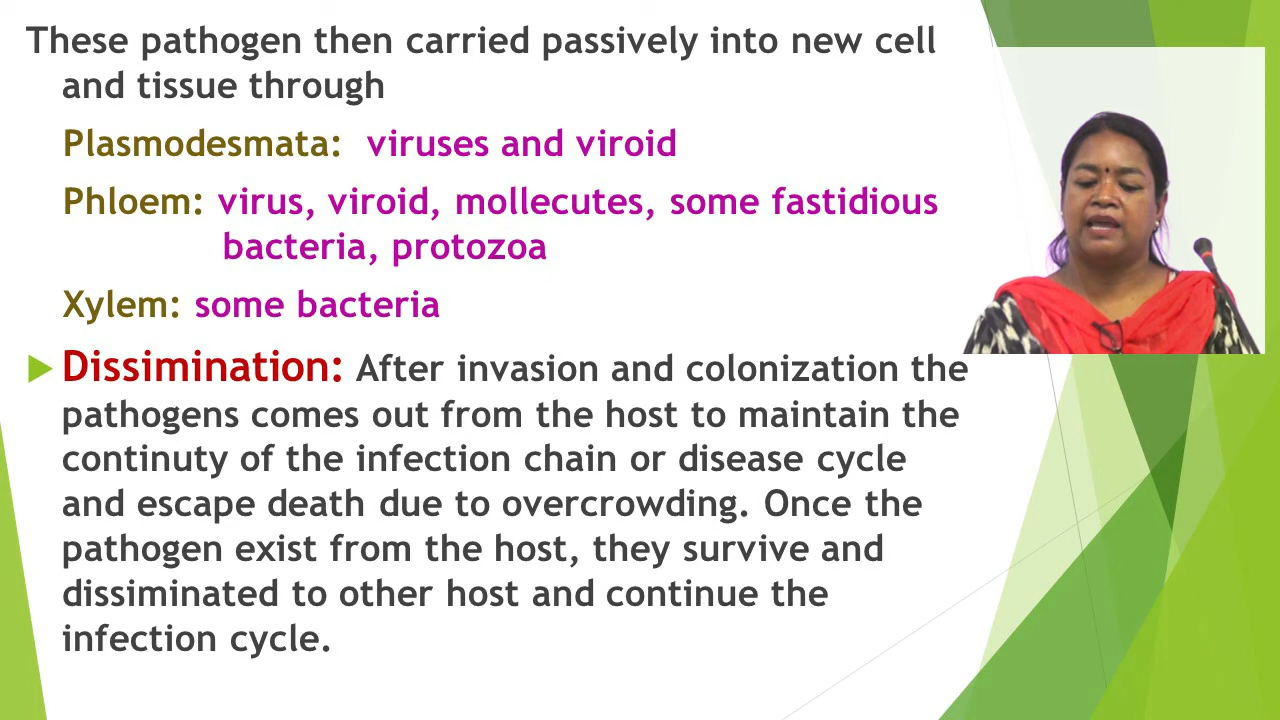 These pathogen then carried passively into new cell
and tissue through
Plasmodesmata: viruses and viroid
Phloem: virus, viroid, mollecutes, some fastidious
bacteria, protozoa
Xylem: some bacteria
Dissimination: After invasion and colonization the
pathogens comes out from the host to maintain the
continuty of the infection chain or disease cycle
and escape death due to overcrowding. Once the
pathogen exist from the host, they survive and
dissiminated to other host and continue the
infection cycle.